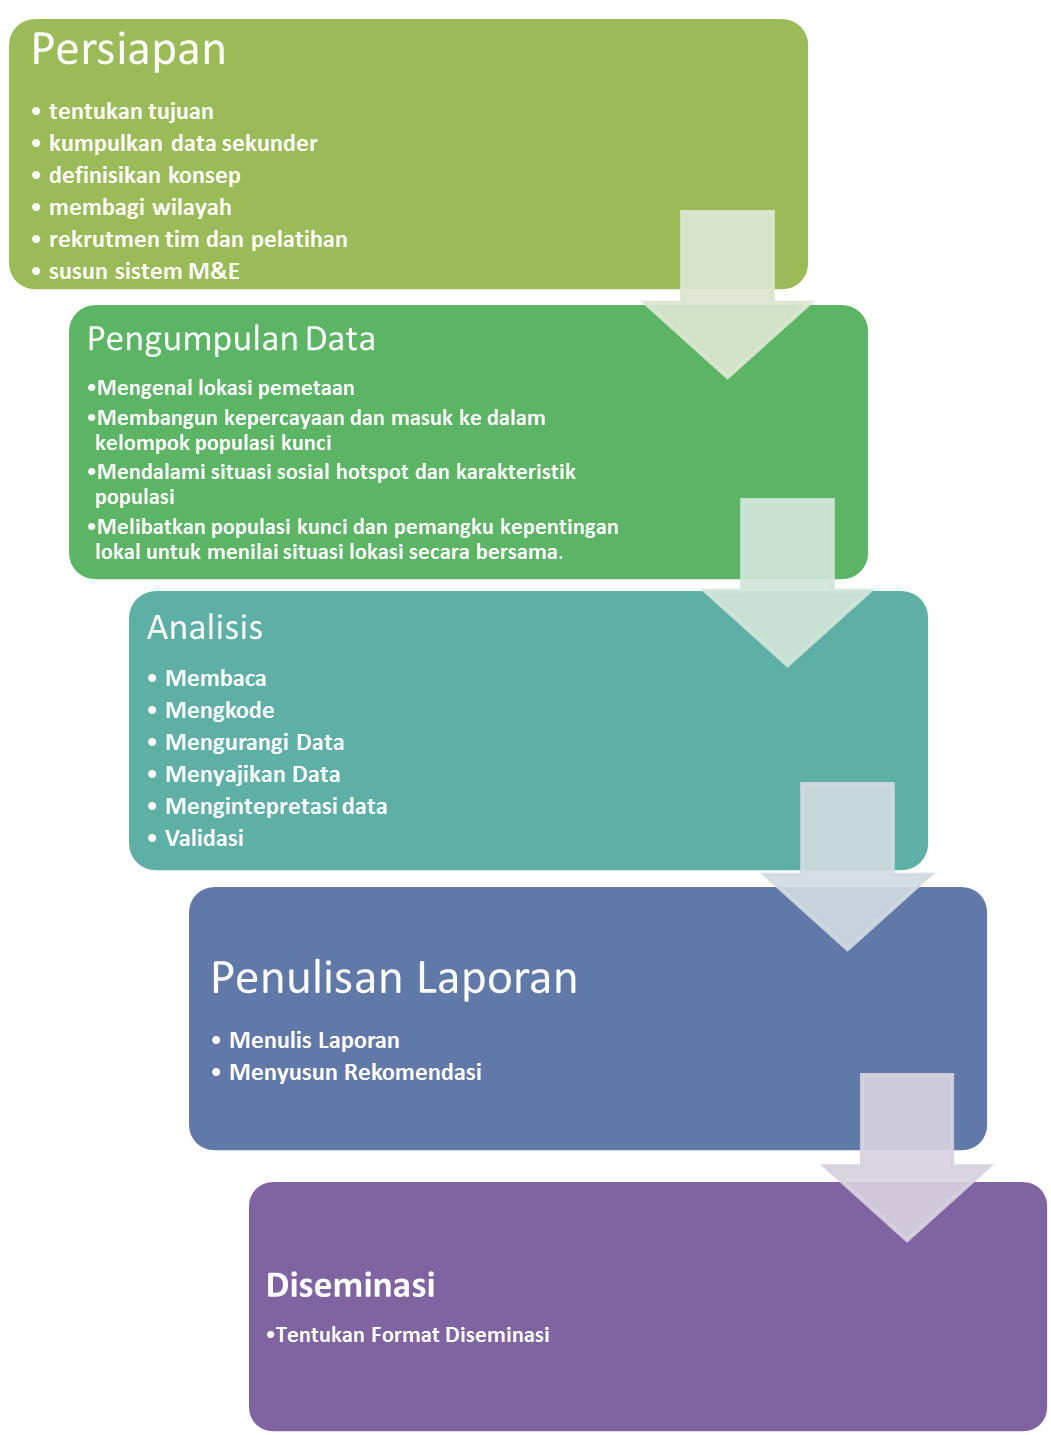 Persiapan
• tentukan tujuan
• kumpulkan data sekunder
• definisikan konsep
• membagi wilayah
• rekrutmen tim dan pelatihan
• susun sistem M&E
Pengumpulan Data
•Mengenal lokasi pemetaan
•Membangun kepercayaan dan masuk ke dalam
kelompok populasi kunci
•Mendalami situasi sosial hotspot dan karakteristik
populasi
•Melibatkan populasi kunci dan pemangku kepentingan
lokal untuk menilai situasi lokasi secara bersama.
Analisis
• Membaca
• Mengkode
• Mengurangi Data
• Menyajikan Data
• Mengintepretasi data
• Validasi
Penulisan Laporan
• Menulis Laporan
• Menyusun Rekomendasi
Diseminasi
•Tentukan Format Diseminasi